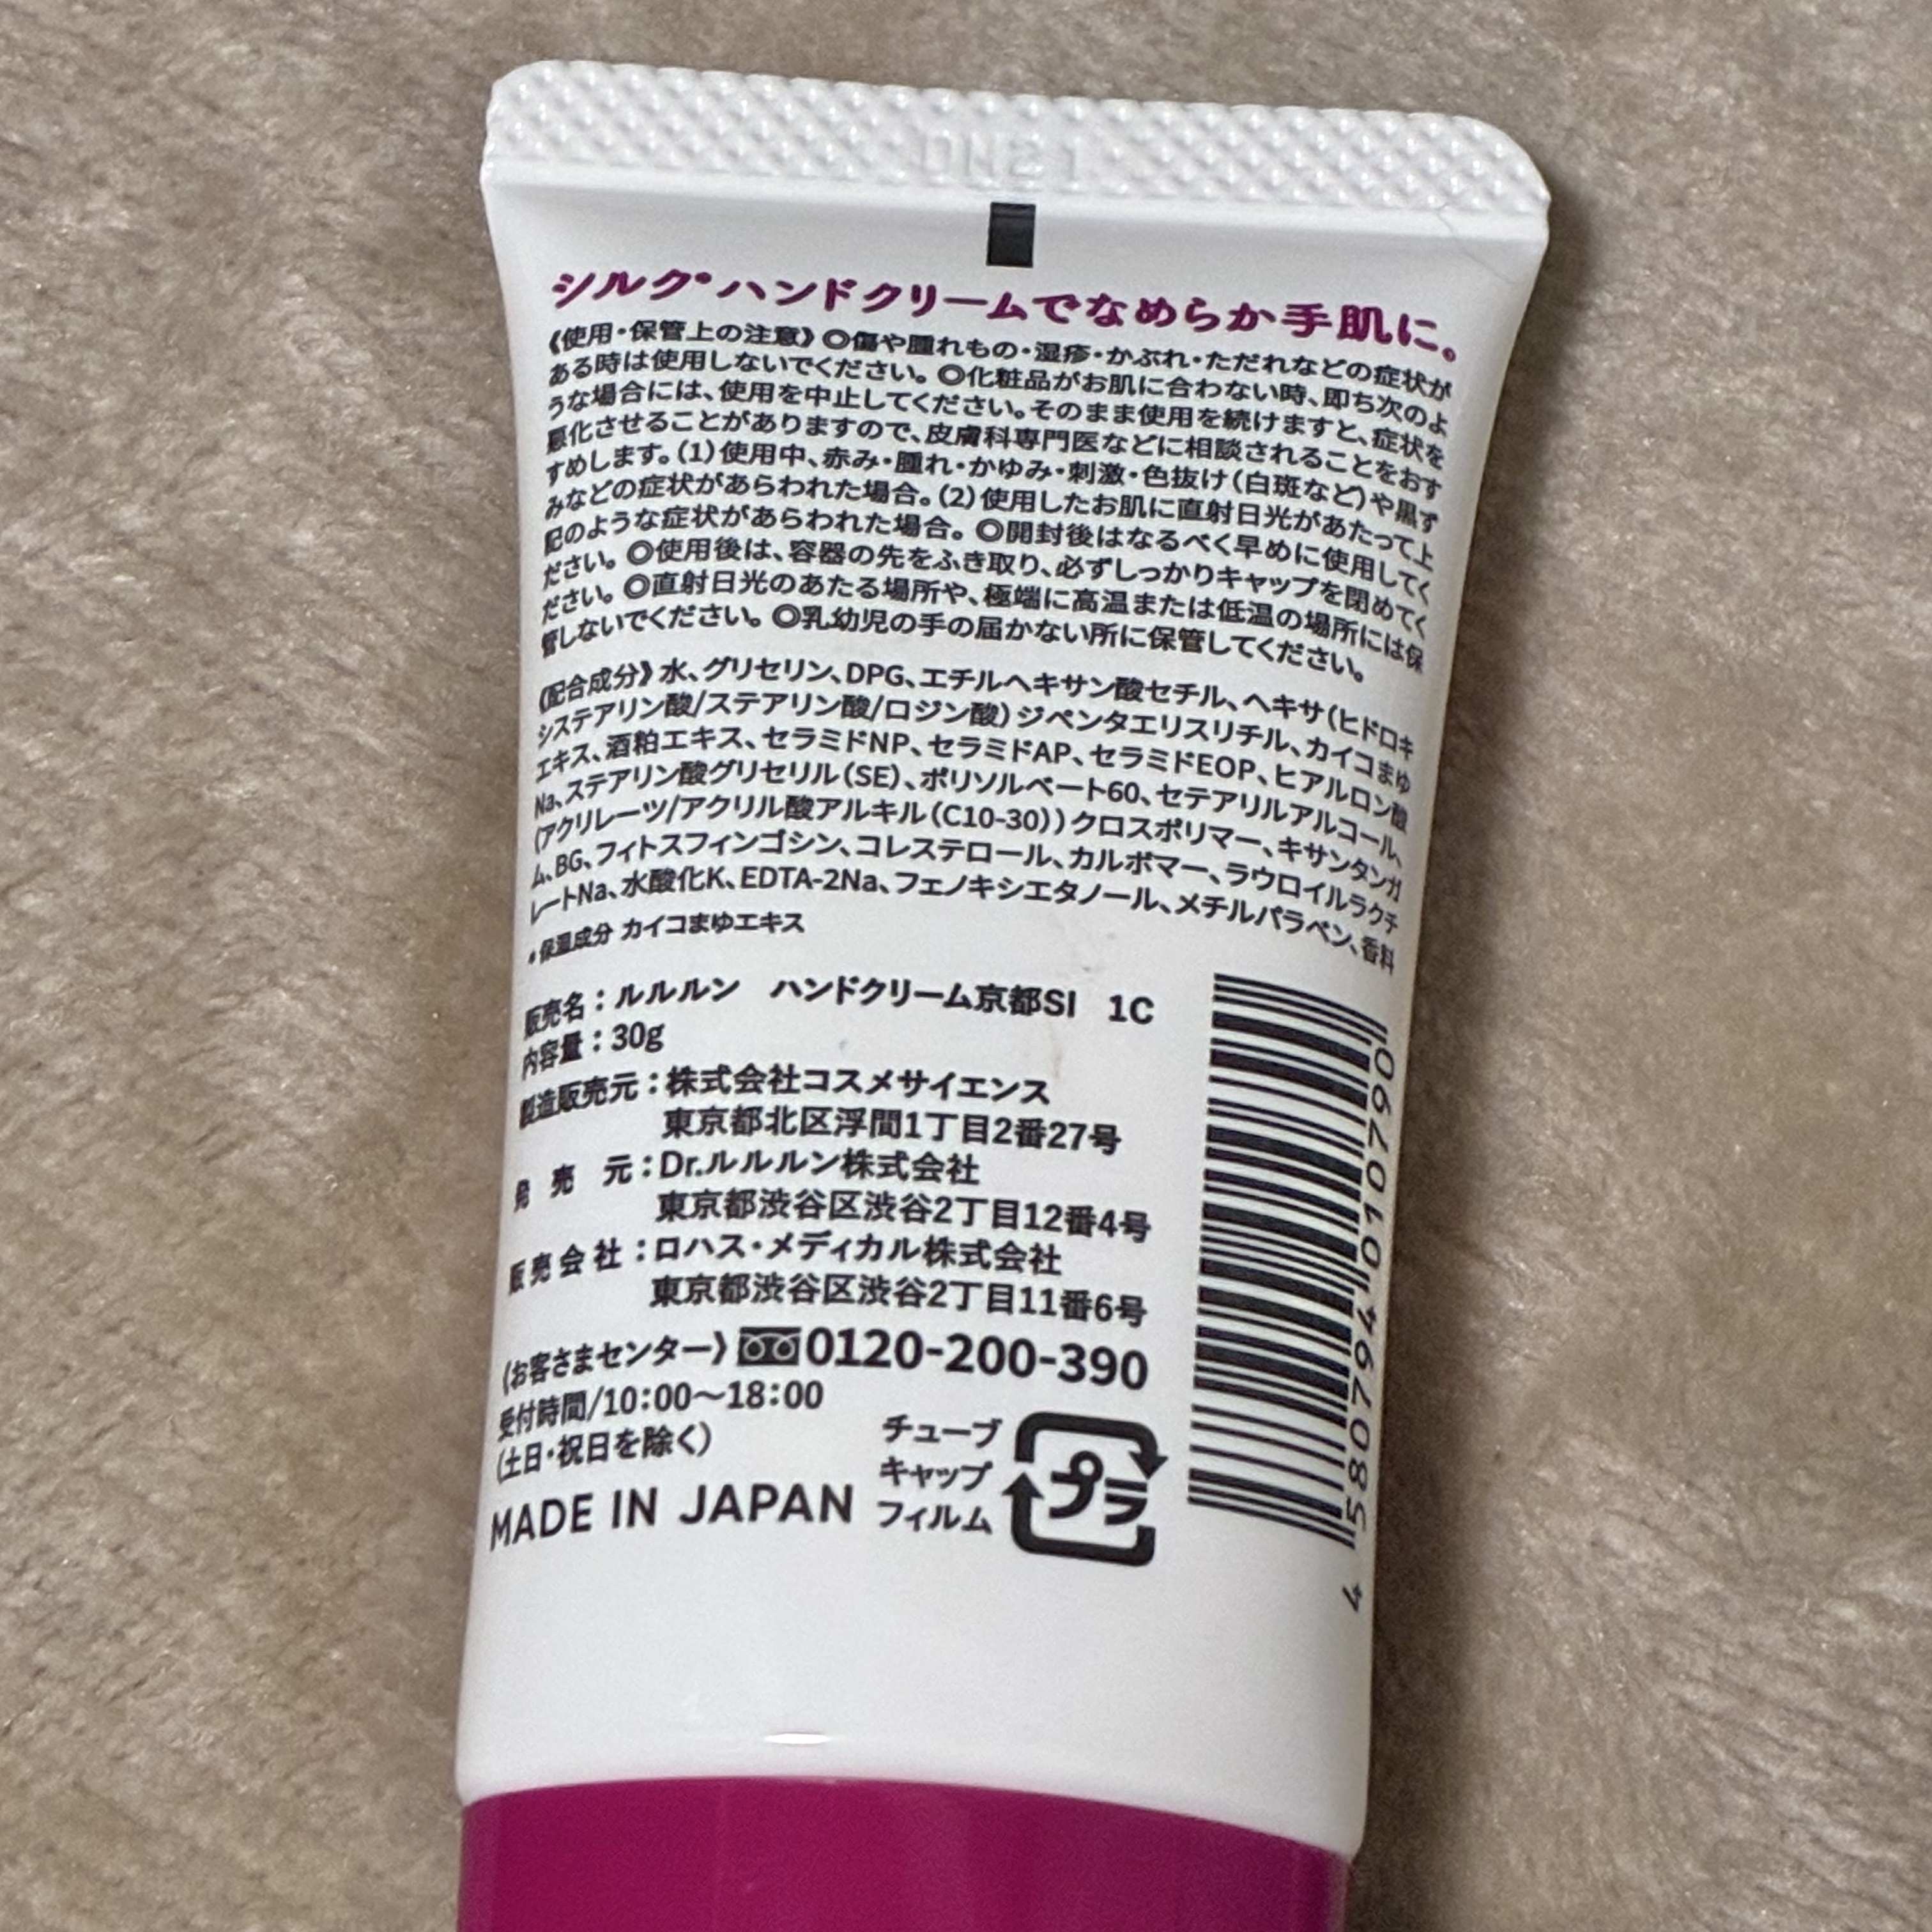 シルク*ハンドクリームでなめらか手肌に。
《使用・保管上の注意》◎傷や腫れもの・湿疹・かぶれ・ただれなどの症状が
ある時は使用しないでください。◎化粧品がお肌に合わない時、即ち次のよ
うな場合には、使用を中止してください。そのまま使用を続けますと、症状を
悪化させることがありますので、皮膚科専門医などに相談されることをおす
すめします。(1)使用中、赤み・腫れ・かゆみ・刺激・色抜け(白斑など)や黒ず
みなどの症状があらわれた場合。(2)使用したお肌に直射日光があたって上
記のような症状があらわれた場合。◎開封後はなるべく早めに使用してく
ださい。◎使用後は、容器の先をふき取り、必ずしっかりキャップを閉めてく
ださい。◎直射日光のあたる場所や、極端に高温または低温の場所には保
管しないでください。◎乳幼児の手の届かない所に保管してください。
《配合成分》水、グリセリン、DPG、エチルヘキサン酸セチル、ヘキサ(ヒドロキ
システアリン酸/ステアリン酸/ロジン酸)ジペンタエリスリチル、カイコまゆ
エキス、酒粕エキス、セラミドNP、セラミドAP、セラミドEOP、ヒアルロン酸
Na、ステアリン酸グリセリル(SE)、ポリソルベート60、セテアリルアルコール、
(アクリレーツ/アクリル酸アルキル(C10-30))クロスポリマー、キサンタンガ
ム、BG、フィトスフィンゴシン、コレステロール、カルボマー、ラウロイルラクチ
レートNa、水酸化K、EDTA-2Na、フェノキシエタノール、メチルパラベン、香料
*保湿成分 カイコまゆエキス
販売名：ルルルン ハンドクリーム京都SI 1C
内容量：30g
製造販売元：株式会社コスメサイエンス
東京都北区浮間1丁目2番27号
発売元：Dr.ルルルン株式会社
東京都渋谷区渋谷2丁目12番4号
販売会社：ロハス・メディカル株式会社
東京都渋谷区渋谷2丁目11番6号
《お客さまセンター》0120-200-390
受付時間/10：00～18：00
(土日・祝日を除く)
MADE IN JAPAN
チューブ
キャップ
フィルム
プラ
4 580794 010790